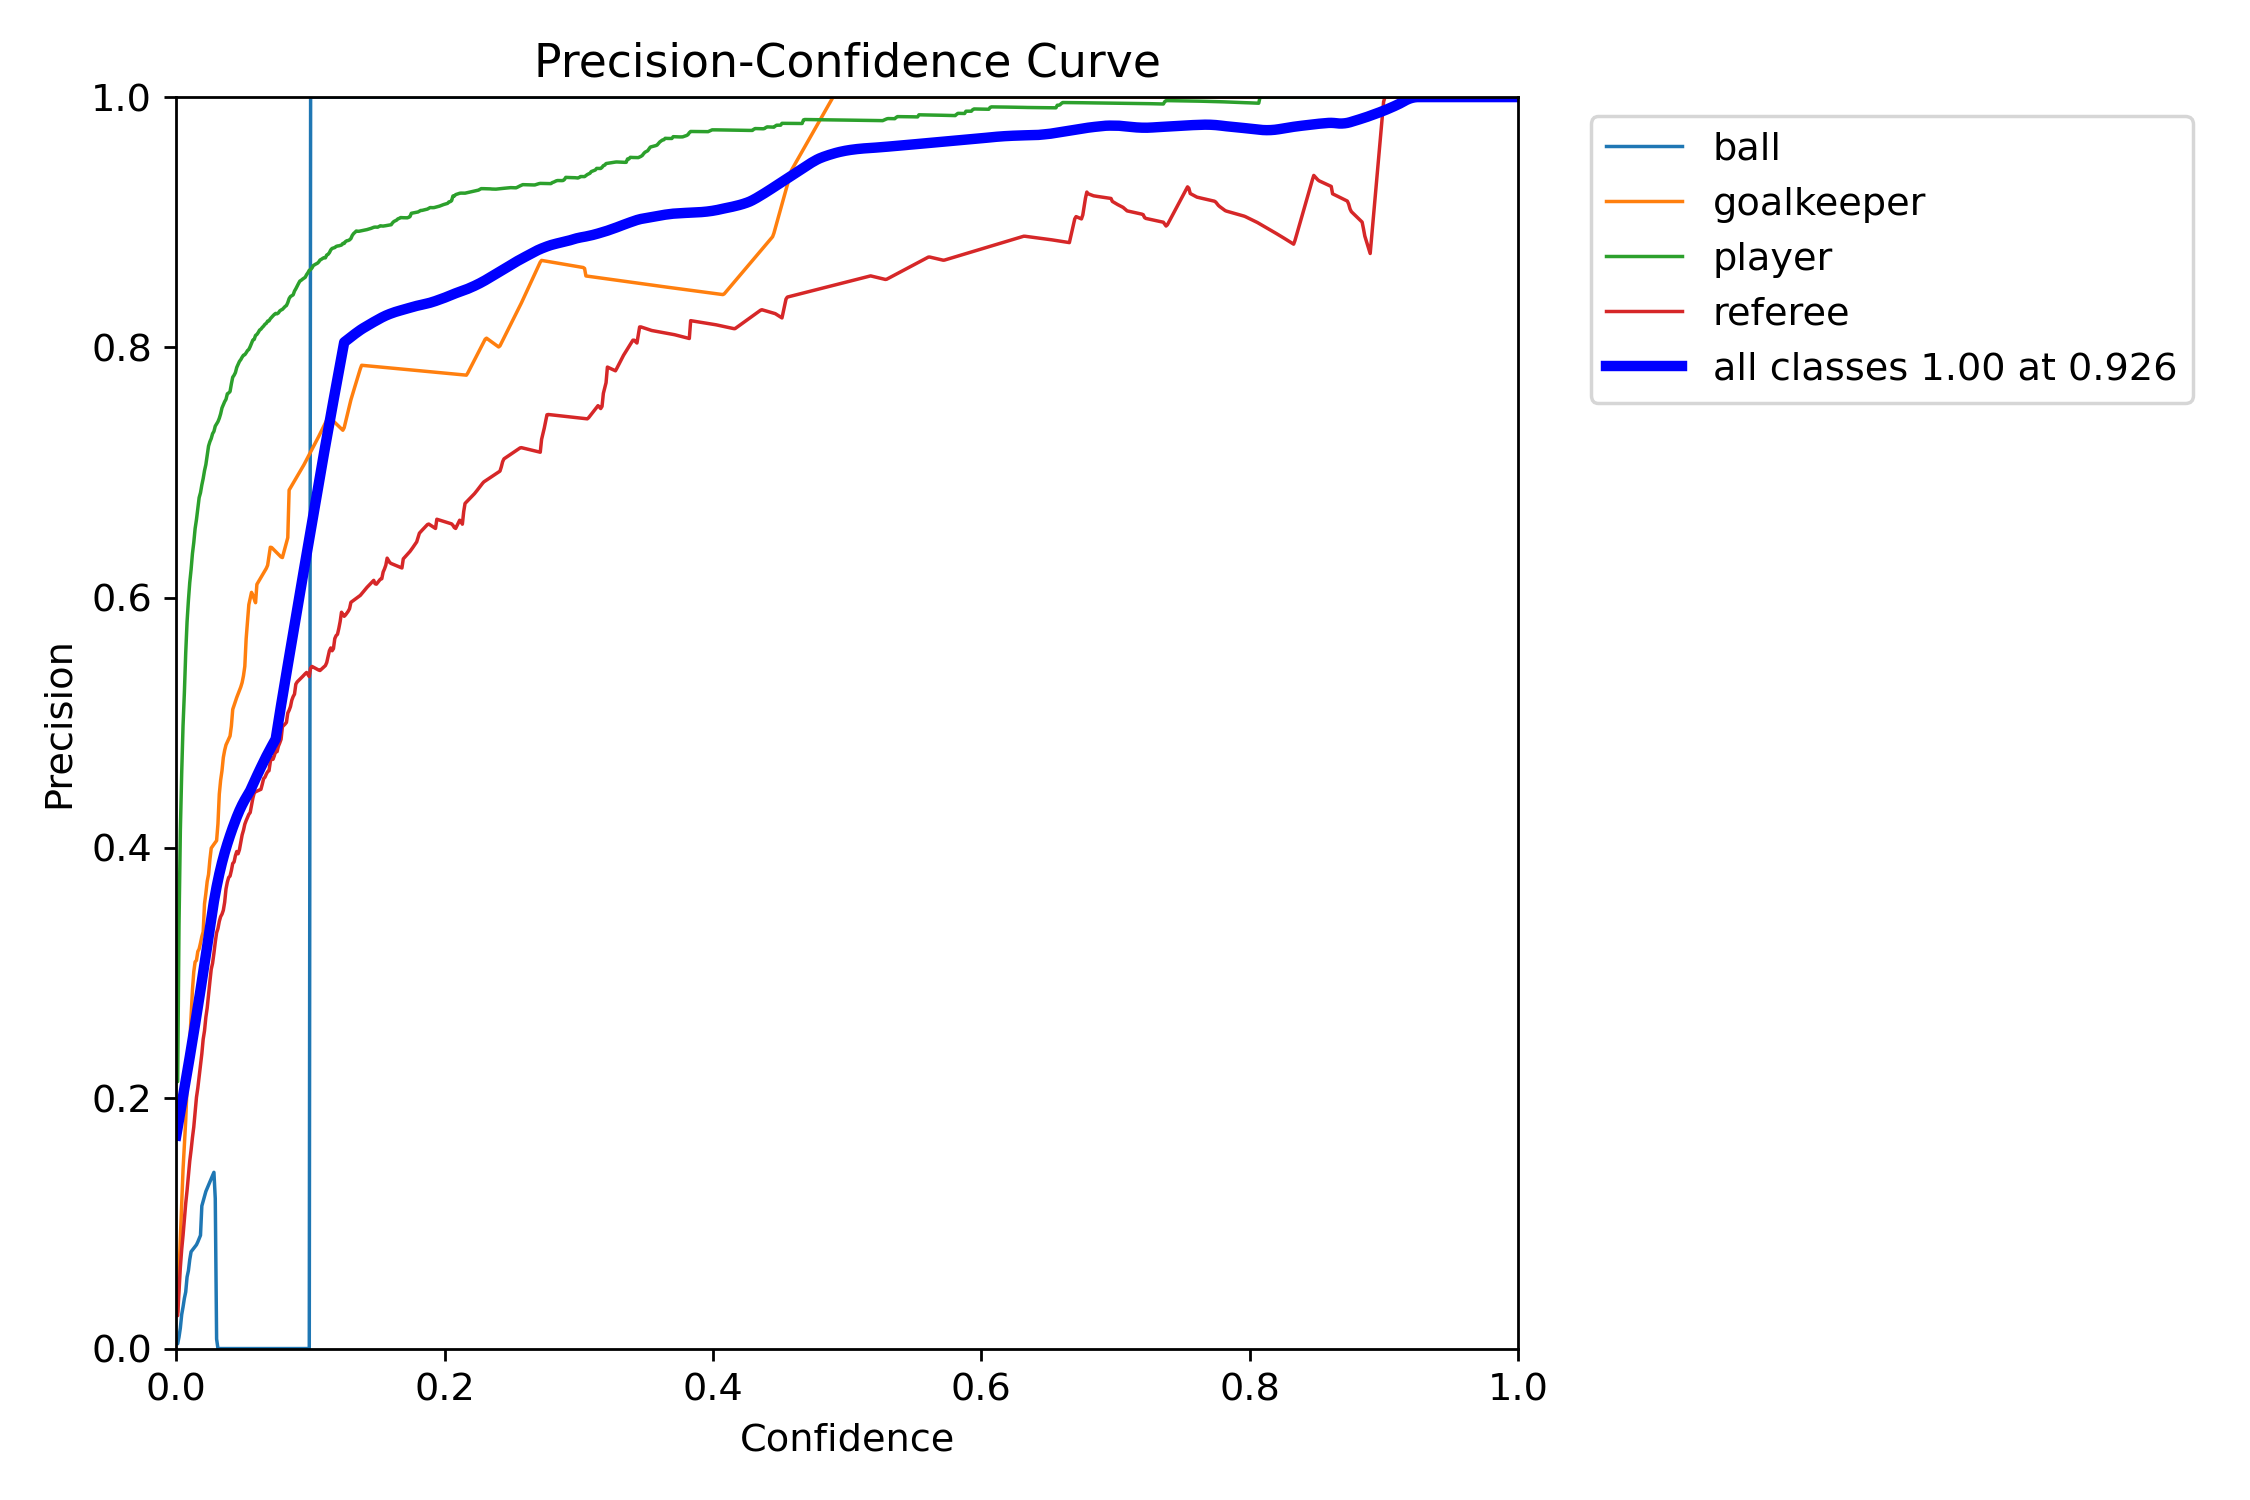 Precision-Confidence Curve
1.0
0.8
0.6
0.4
0.2
0.0
Precision
0.0 0.2 0.4 0.6 0.8 1.0
Confidence
ball
goalkeeper
player
referee
all classes 1.00 at 0.926